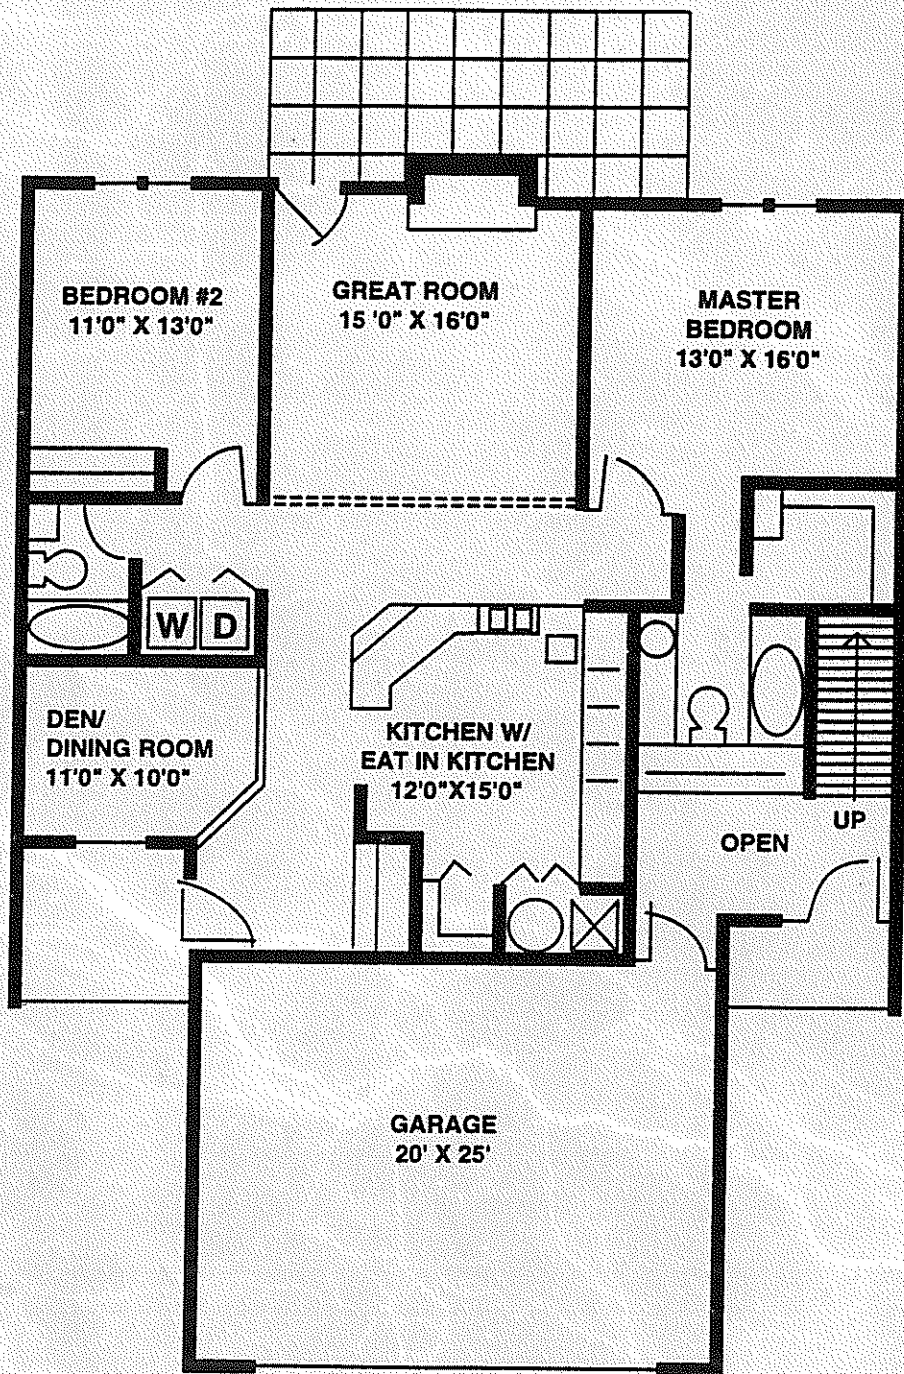 BEDROOM #2
11'0" X 13'0"
GREAT ROOM
15 '0" X 16'0"
MASTER
BEDROOM
13'0" X 16'0"
W D
DEN/
DINING ROOM
11'0" X 10'0"
KITCHEN W/
EAT IN KITCHEN
12'0"X15'0"
UP
OPEN
GARAGE
20' X 25'